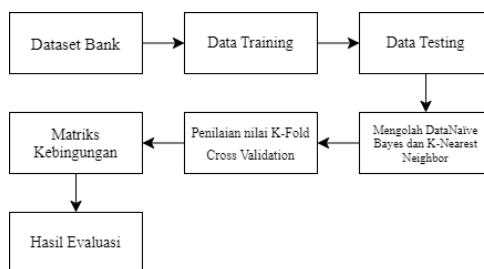 Dataset Bank
Data Training
Data Testing
Mengolah DataNaïve
Bayes dan K-Nearest
Neighbor
Penilaian nilai K-Fold
Cross Validation
Matriks
Kebingungan
Hasil Evaluasi